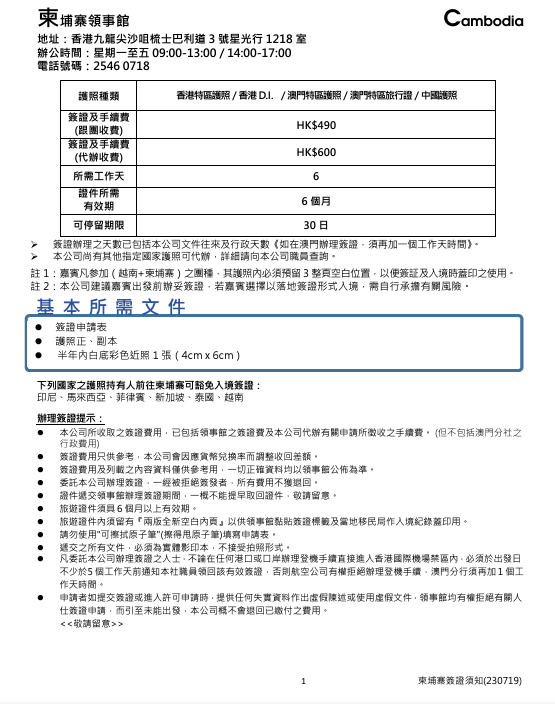 柬埔寨領事館 Cambodia
地址：香港九龍尖沙咀梳士巴利道 3 號星光行 1218 室
辦公時間：星期一至五 09:00-13:00 / 14:00-17:00
電話號碼：2546 0718
護照種類 香港特區護照 / 香港 D.I. / 澳門特區護照 / 澳門特區旅行證 / 中國護照
簽證及手續費
(跟團收費) HK$490
簽證及手續費
(代辦收費) HK$600
所需工作天 6
證件所需
有效期 6 個月
可停留期限 30 日
➢ 簽證辦理之天數已包括本公司文件往來及行政天數《如在澳門辦理簽證，須再加一個工作天時間》。
➢ 本公司尚有其他指定國家護照可代辦，詳細請向本公司職員查詢。
註 1：嘉賓凡參加（越南+柬埔寨）之團種，其護照內必須預留 3 整頁空白位置，以便簽證及入境時蓋印之使用。
註 2：本公司建議嘉賓出發前辦妥簽證，若嘉賓選擇以落地簽證形式人境，需自行承擔有關風險。
基本所需文件
● 簽證申請表
● 護照正、副本
● 半年內白底彩色近照 1 張（4cm x 6cm）
下列國家之護照持有人前往柬埔寨可豁免入境簽證：
印尼、馬來西亞、菲律賓、新加坡、泰國、越南
辦理簽證提示：
● 本公司所收取之簽證費用，已包括領事館之簽證費及本公司代辦有關申請所徵收之手續費。(但不包括澳門分社之
行政費用)
● 簽證費用只供參考，本公司會因應貨幣兌換率而調整收回差額。
● 簽證費用及列載之內容資料僅供參考用，一切正確資料均以領事館公佈為準。
● 委託本公司辦理簽證，一經被拒絕簽發者，所有費用不獲退回。
● 證件遞交領事館辦理簽證期間，一概不能提早取回證件，敬請留意。
● 旅遊證件須具 6 個月以上有效期。
● 旅遊證件內須留有『兩版全新空白內頁』以供領事館黏貼簽證標籤及當地移民局作人境紀錄蓋印用。
● 請勿使用"可擦拭原子筆"(擦得甩原子筆)填寫申請表。
● 遞交之所有文件，必須為實體影印本，不接受拍照形式。
● 凡委託本公司辦理簽證之人士，不論在任何港口或口岸辦理登機手續直接進人香港國際機場禁區內，必須於出發日
不少於 5 個工作天前通知本社職員領回該有效簽證，否則航空公司有權拒絕辦理登機手續，澳門分行須再加 1 個工
作天時間。
● 申請者如提交簽證或進人許可申請時，提供任何失實資料作出虛假陳述或使用虛假文件，領事館均有權拒絕有關人
仕簽證申請，而引至未能出發，本公司概不會退回已繳付之費用。
<<敬請留意>>
1 柬埔寨簽證須知(230719)